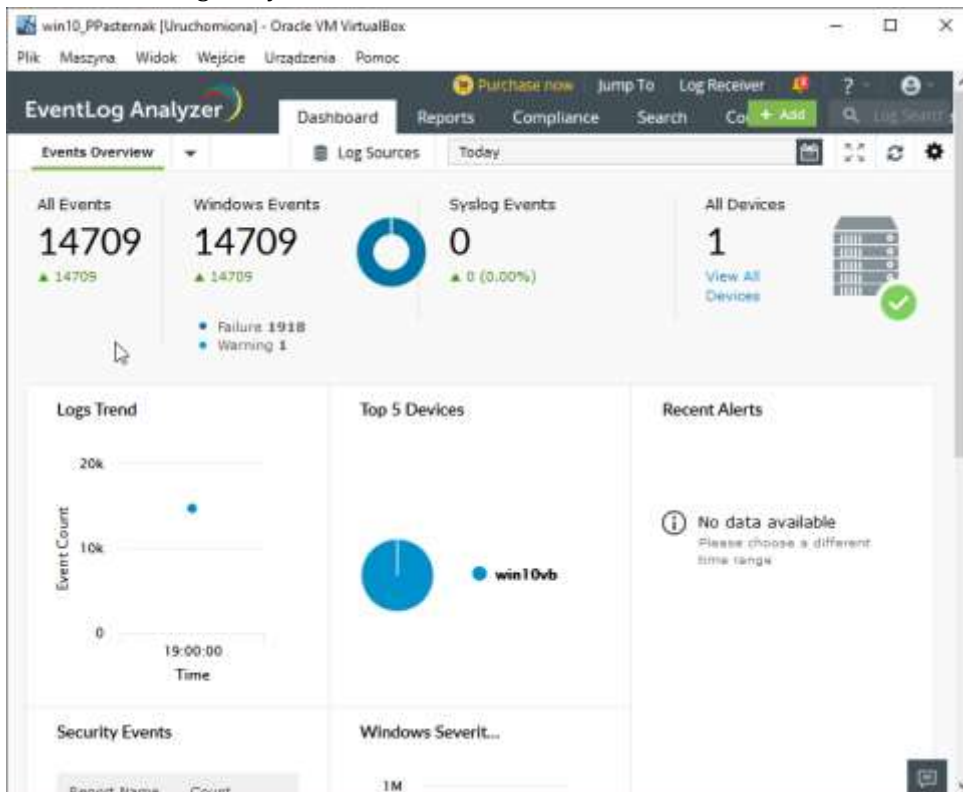 win10_PPasternak [Uruchomiona] - Oracle VM VirtualBox
Plik Maszyna Widok Wejście Urządzenia Pomoc
Purchase now Jump To Log Receiver ?
EventLog Analyzer
Dashboard Reports Compliance Search + Add
Events Overview Log Sources Today
All Events Windows Events Syslog Events All Devices
14709 14709 0 1
14709 14709 0 (0.00%) View All Devices
Failure 1918
Warning 1
Logs Trend Top 5 Devices Recent Alerts
20k
10k
0
Event Count
19:00:00
Time
win10vb
No data available
Please choose a different
time range
Security Events Windows Severit...
Report Name Count
1M